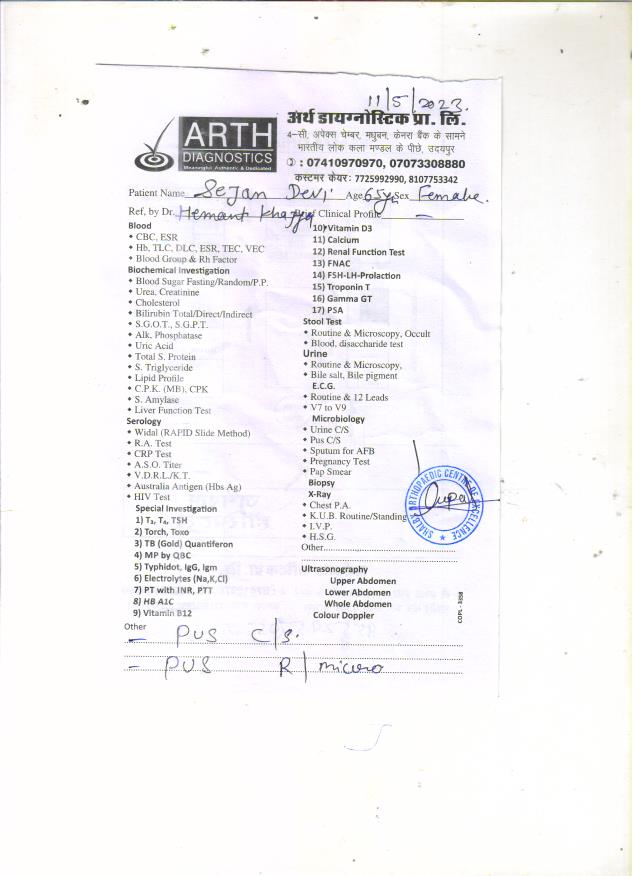 11/5/2023.
ARTH
DIAGNOSTICS
Meaningful Authentic & Dedicated
अर्थ डायग्नोस्टिक प्रा. लि.
4-सी, अपेक्स चेम्बर, मधुबन, केनरा बैंक के सामने
भारतीय लोक कला मण्डल के पीछे, उदयपुर
: 07410970970, 07073308880
कस्टमर केयर: 7725992990, 8107753342
Patient Name Sejan Devi Age 65y Sex Female.
Ref, by Dr. Hemant Brief Clinical Profile —
Blood
• CBC, ESR
• Hb, TLC, DLC, ESR, TEC, VEC
• Blood Group & Rh Factor
Biochemical Investigation
• Blood Sugar Fasting/Random/P.P.
• Urea, Creatinine
• Cholesterol
• Bilirubin Total/Direct/Indirect
• S.G.O.T., S.G.P.T.
• Alk, Phosphatase
• Uric Acid
• Total S. Protein
• S. Triglyceride
• Lipid Profile
• C.P.K. (MB), CPK
• S. Amylase
• Liver Function Test
Serology
• Widal (RAPID Slide Method)
• R.A. Test
• CRP Test
• A.S.O. Titer
• V.D.R.L./K.T.
• Australia Antigen (Hbs Ag)
• HIV Test
Special Investigation
1) T₃, T₄, TSH
2) Torch, Toxo
3) TB (Gold) Quantiferon
4) MP by QBC
5) Typhidot, IgG, Igm
6) Electrolytes (Na,K,Cl)
7) PT with INR, PTT
8) HB A1C
9) Vitamin B12
10) Vitamin D3
11) Calcium
12) Renal Function Test
13) FNAC
14) FSH-LH-Prolaction
15) Troponin T
16) Gamma GT
17) PSA
Stool Test
• Routine & Microscopy, Occult
• Blood, disaccharide test
Urine
• Routine & Microscopy,
• Bile salt, Bile pigment
E.C.G.
• Routine & 12 Leads
• V7 to V9
Microbiology
• Urine C/S
• Pus C/S
• Sputum for AFB
• Pregnancy Test
• Pap Smear
Biopsy
X-Ray
• Chest P.A.
• K.U.B. Routine/Standing
• I.V.P.
• H.S.G.
Other
Ultrasonography
Upper Abdomen
Lower Abdomen
Whole Abdomen
Colour Doppler
SHALBY ORTHOPAEDIC CENTRE OF EXCELLENCE
Other
– PUS C/S.
– PUS R/micro